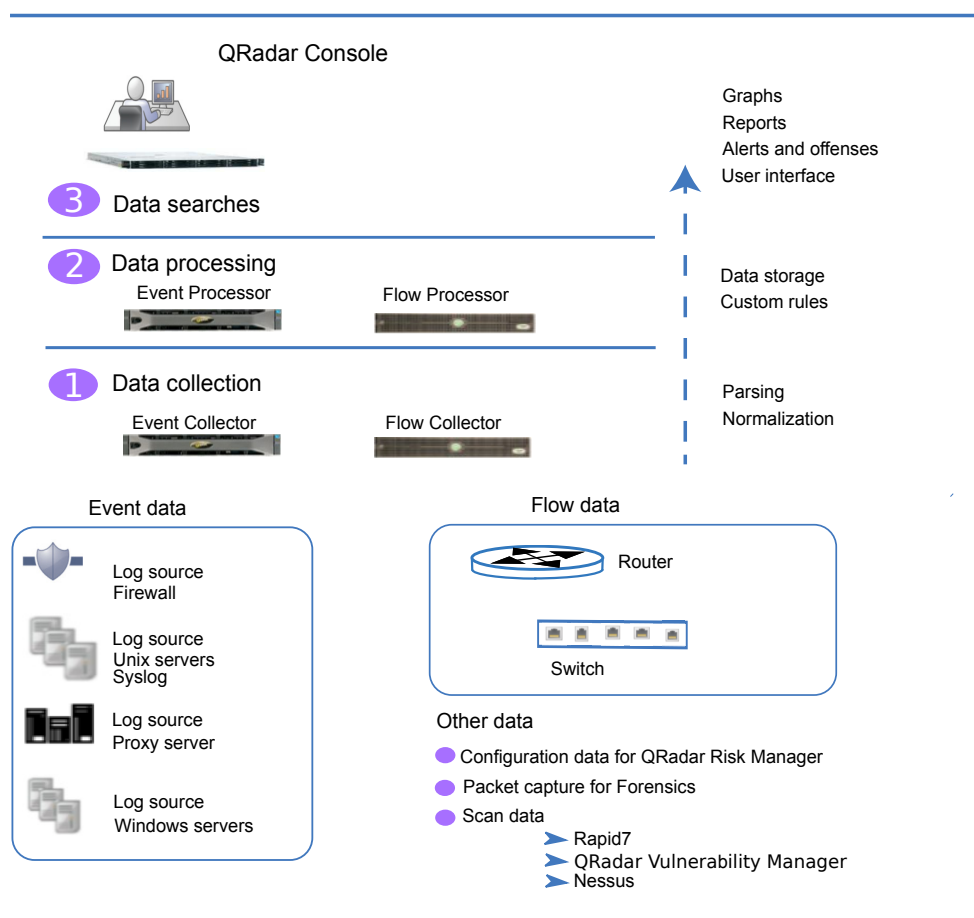 QRadar Console
Graphs
Reports
Alerts and offenses
User interface
3 Data searches
2 Data processing
Event Processor
Flow Processor
Data storage
Custom rules
1 Data collection
Event Collector
Flow Collector
Parsing
Normalization
Event data
Log source
Firewall
Log source
Unix servers
Syslog
Log source
Proxy server
Log source
Windows servers
Flow data
Router
Switch
Other data
Configuration data for QRadar Risk Manager
Packet capture for Forensics
Scan data
Rapid7
QRadar Vulnerability Manager
Nessus